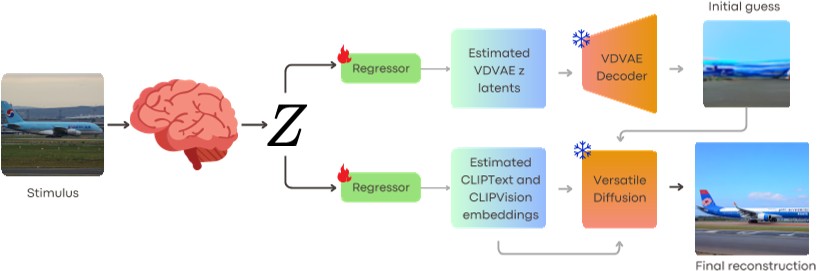 Initial guess
Regressor
Estimated
VDVAE z
latents
VDVAE
Decoder
Z
Stimulus
Regressor
Estimated
CLIPText and
CLIPVision
embeddings
Versatile
Diffusion
Final reconstruction